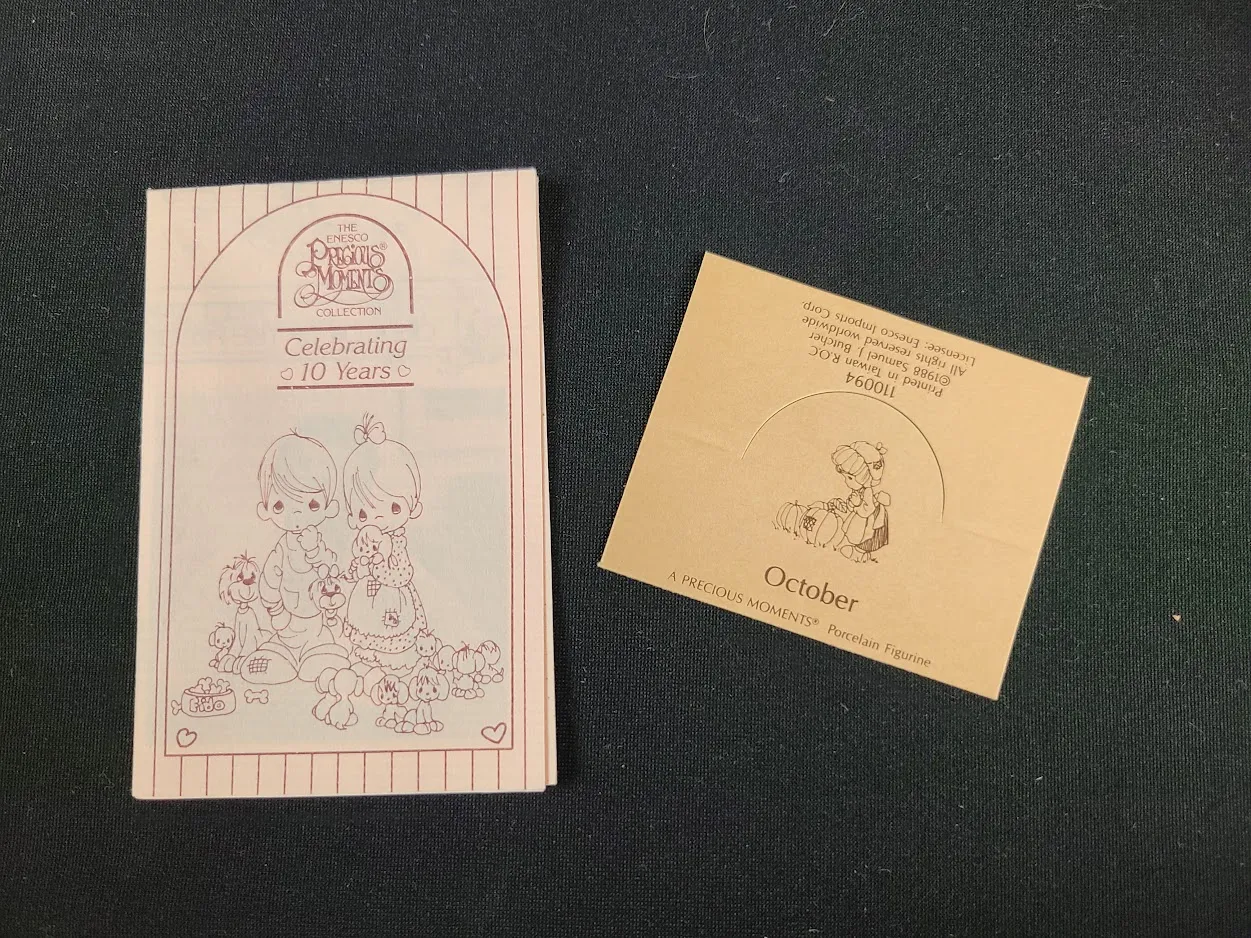 THE
ENESCO
PRECIOUS®
MOMENTS
COLLECTION
Celebrating
10 Years
FIDO
Licensee: Enesco Imports Corp.
All rights reserved worldwide
©1988 Samuel J. Butcher
Printed in Taiwan R.O.C
110094
October
A PRECIOUS MOMENTS® Porcelain Figurine